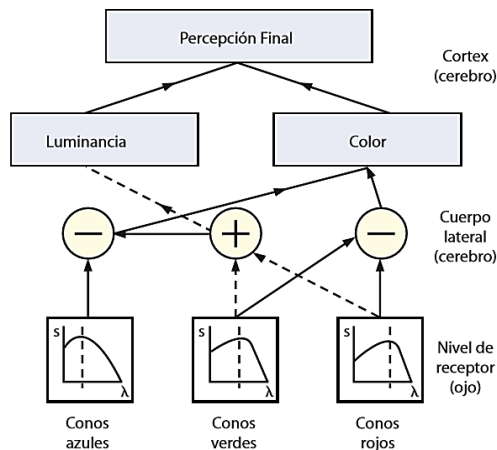 Percepción Final
Cortex
(cerebro)
Luminancia
Color
Cuerpo
lateral
(cerebro)
−
+
−
S
λ
S
λ
S
λ
Nivel de
receptor
(ojo)
Conos
azules
Conos
verdes
Conos
rojos